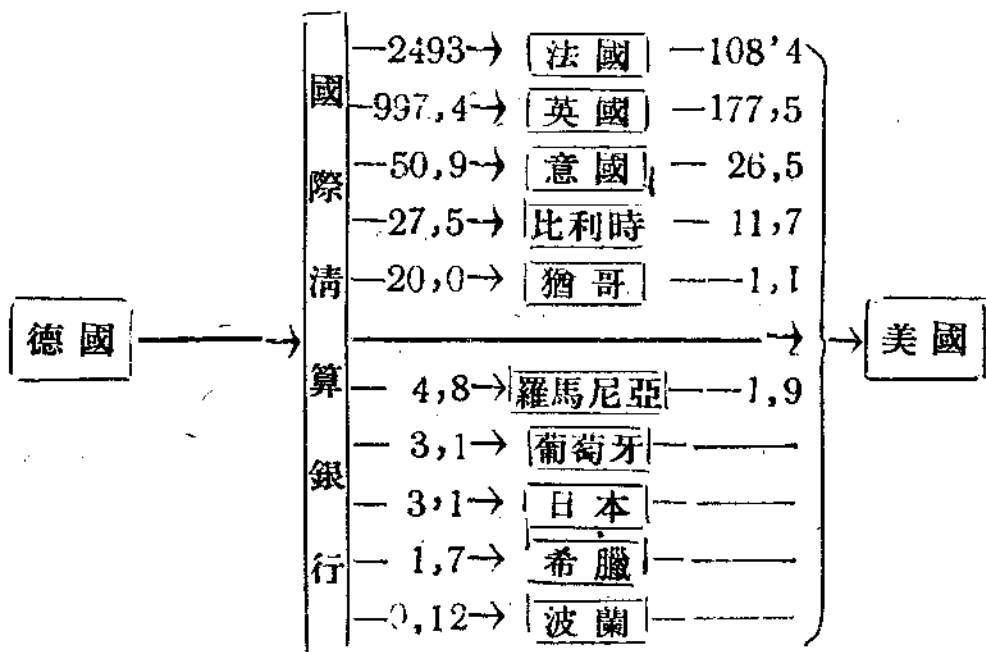 德國
國際清算銀行
2493 法國 108'4
997,4 英國 177,5
50,9 意國 26,5
27,5 比利時 11,7
20,0 猶哥 1,1
美國
4,8 羅馬尼亞 1,9
3,1 葡萄牙
3,1 日本
1,7 希臘
0,12 波蘭